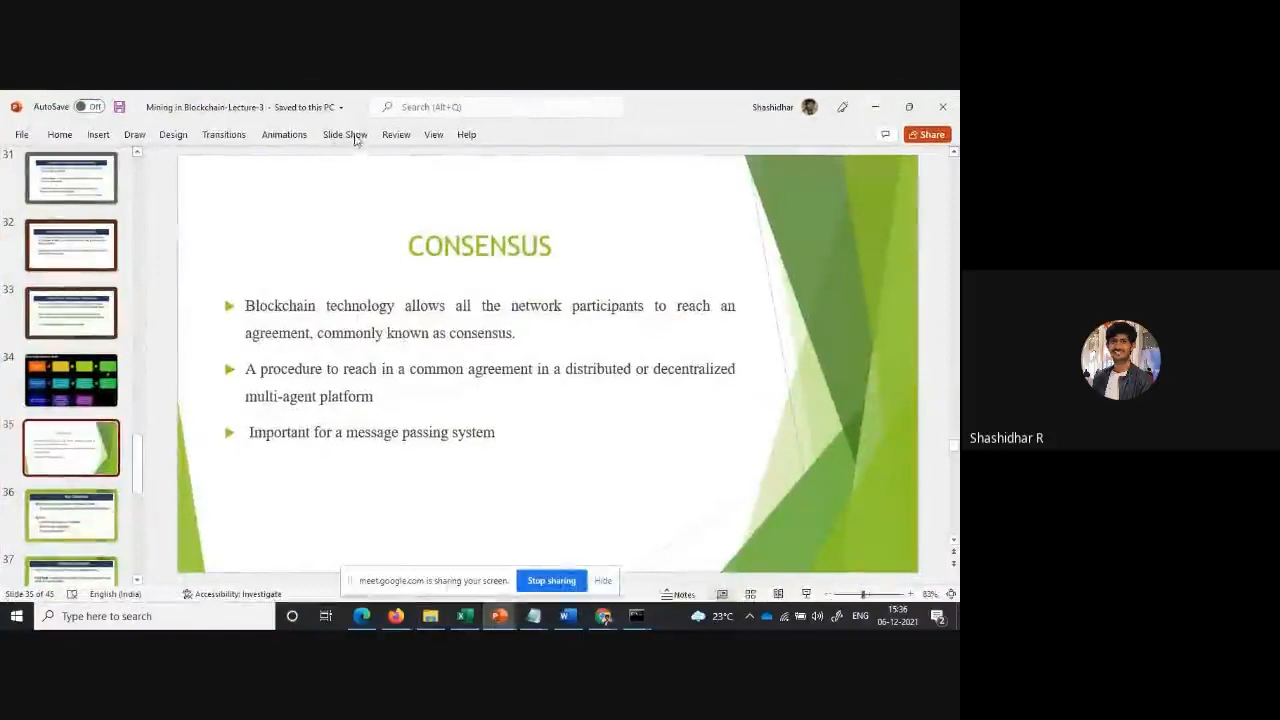 AutoSave Off Mining in Blockchain-Lecture-3 • Saved to this PC Search (Alt+Q) Shashidhar
File Home Insert Draw Design Transitions Animations Slide Show Review View Help Share
31
32
33
34
35
36
37
CONSENSUS
Blockchain technology allows all the network participants to reach an
agreement, commonly known as consensus.
A procedure to reach in a common agreement in a distributed or decentralized
multi-agent platform
Important for a message passing system
Shashidhar R
meet.google.com is sharing your screen. Stop sharing Hide
Slide 35 of 45 English (India) Accessibility: Investigate Notes 83%
Type here to search 23°C ENG 15:36
06-12-2021 2